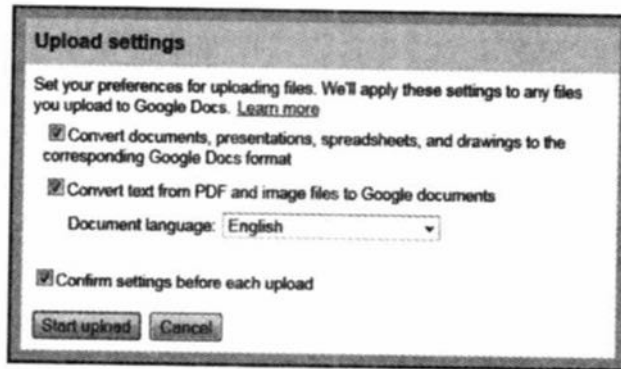 Upload settings
Set your preferences for uploading files. We'll apply these settings to any files
you upload to Google Docs. Learn more
Convert documents, presentations, spreadsheets, and drawings to the
corresponding Google Docs format
Convert text from PDF and image files to Google documents
Document language: English
Confirm settings before each upload
Start upload Cancel